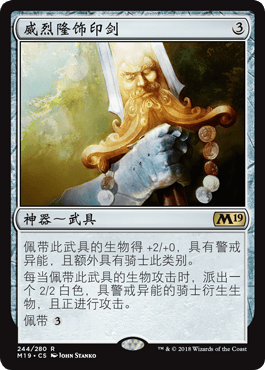 威烈隆饰印剑 3
神器～武具 M19
佩带此武具的生物得 +2/+0，具有警戒
异能，且额外具有骑士此类别。
每当佩带此武具的生物攻击时，派出一
个 2/2 白色，具警戒异能的骑士衍生生
物，且正进行攻击。
佩带 3
244/280 R
M19 • CS JOHN STANKO
™ & © 2018 Wizards of the Coast